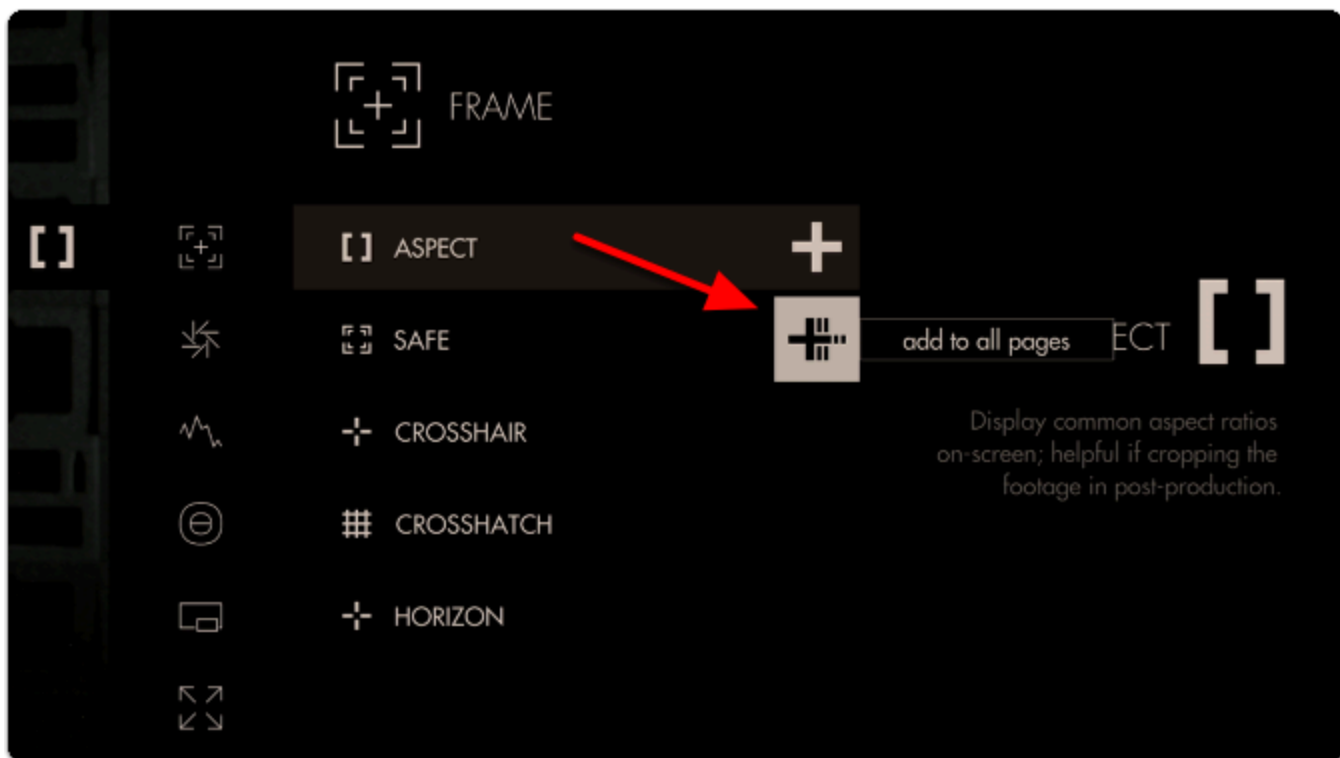 FRAME
ASPECT
SAFE
add to all pages
ECT
CROSSHAIR
Display common aspect ratios
on-screen; helpful if cropping the
footage in post-production.
CROSSHATCH
HORIZON